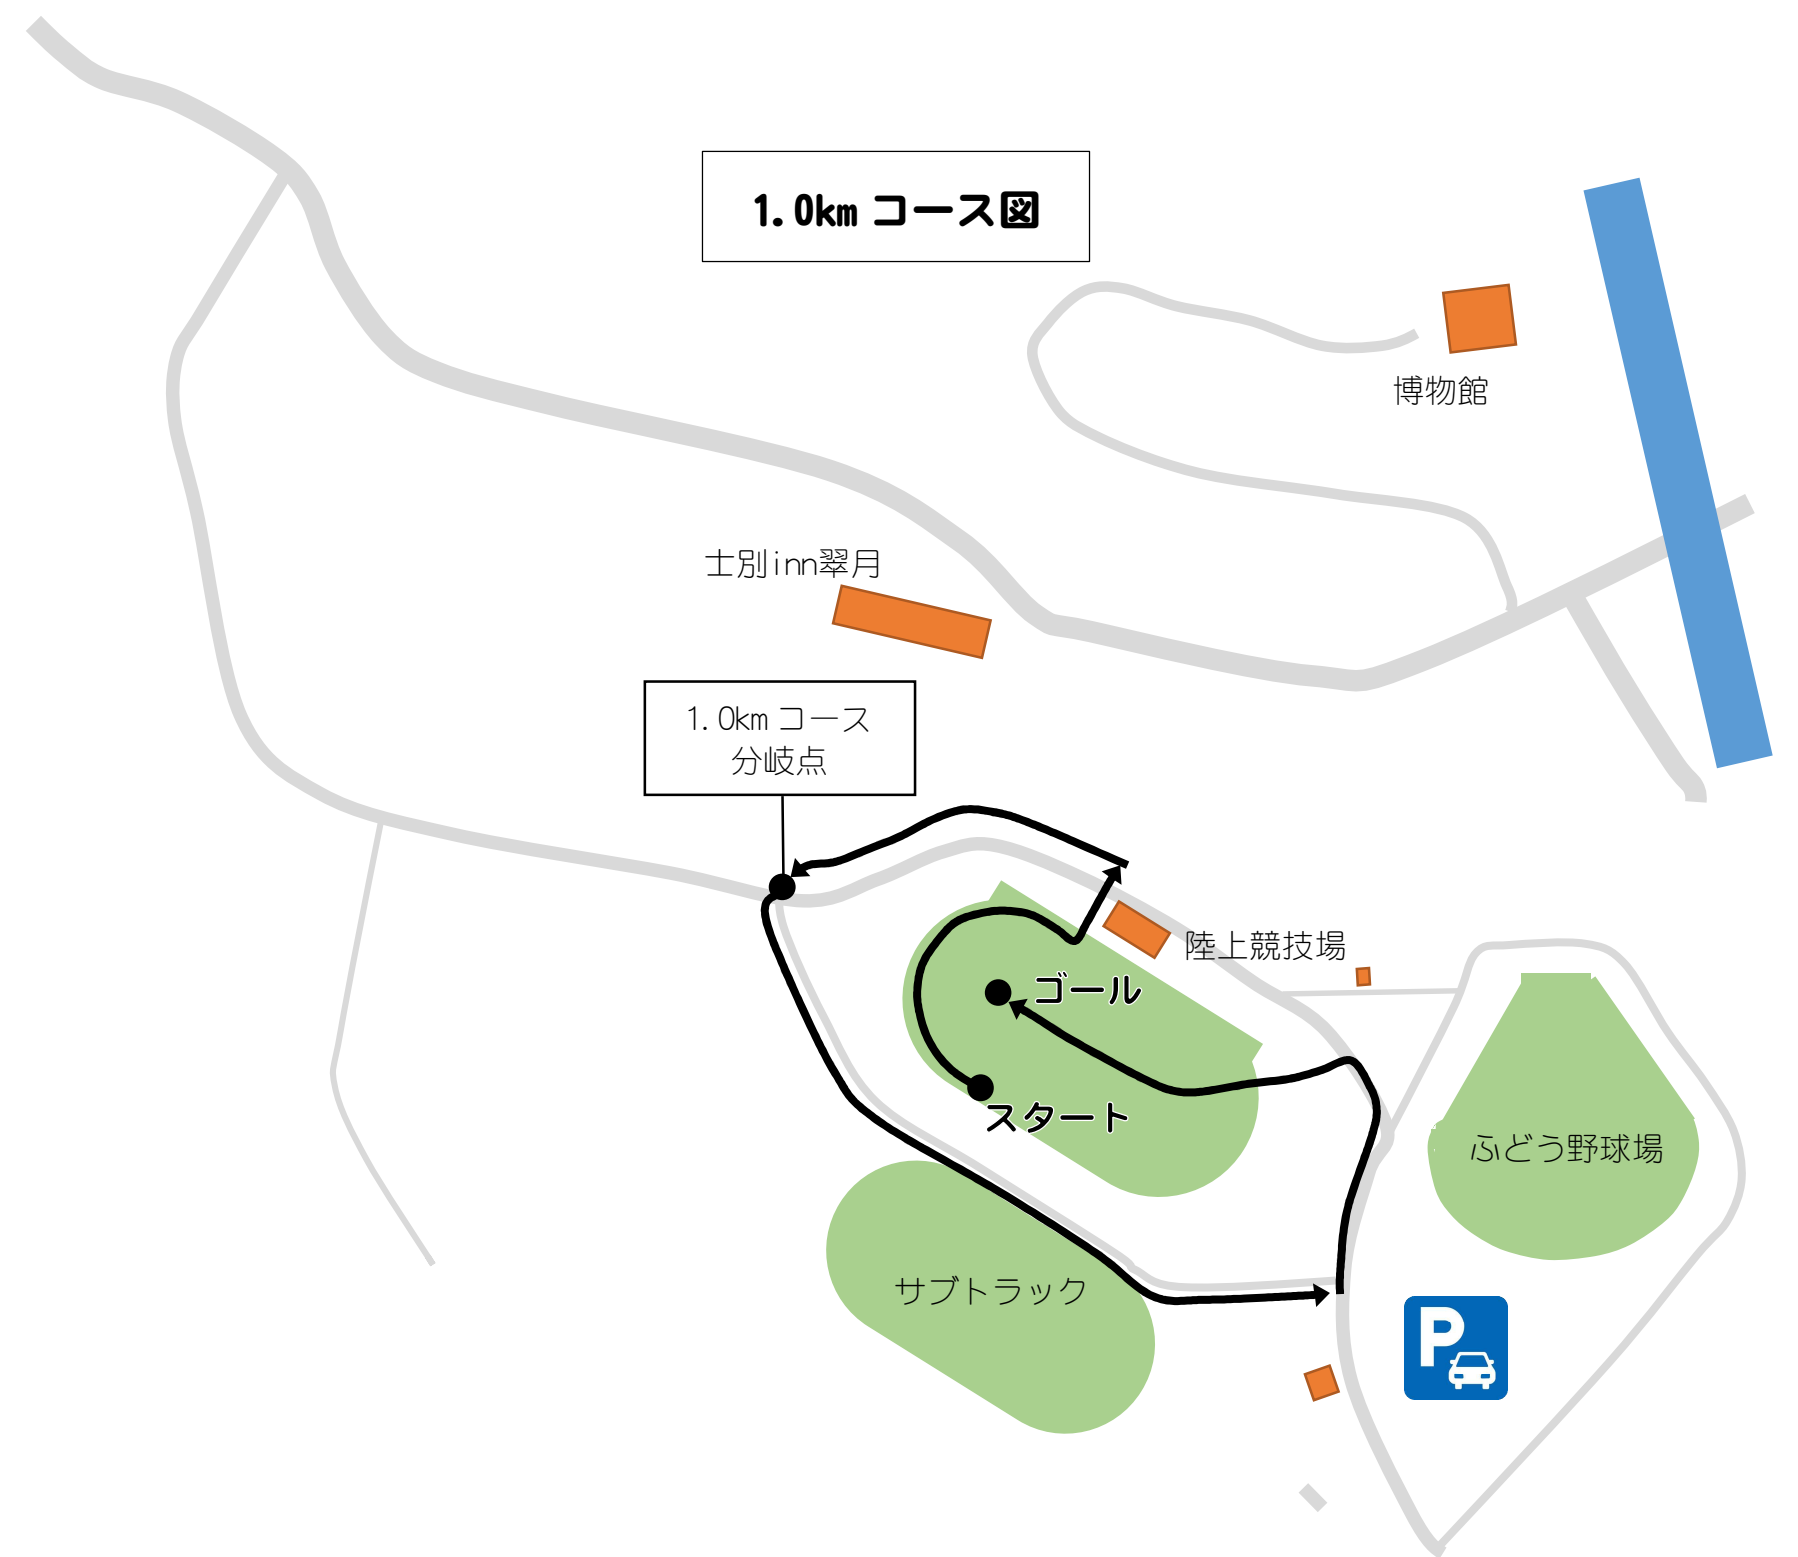 1.0km コース図
博物館
士別inn翠月
1.0km コース
分岐点
陸上競技場
ゴール
スタート
ふどう野球場
サブトラック
P